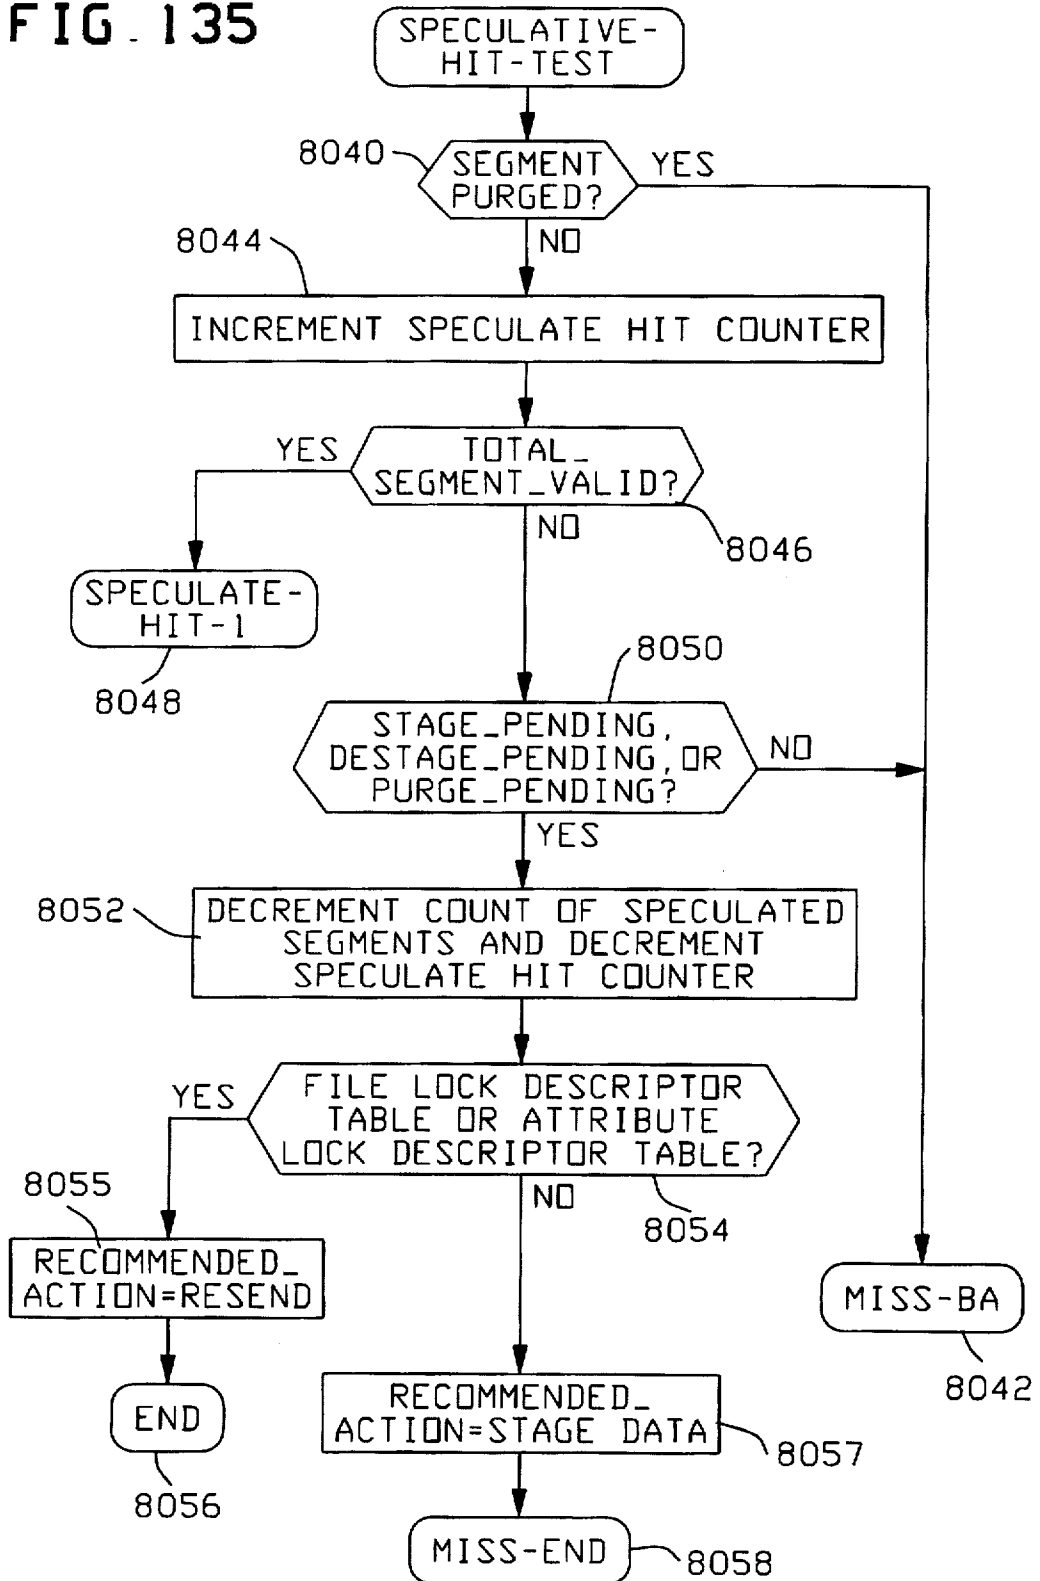 FIG. 135
SPECULATIVE-
HIT-TEST
8040
SEGMENT
PURGED?
YES
NO
8044
INCREMENT SPECULATE HIT COUNTER
YES
TOTAL_
SEGMENT_VALID?
NO
8046
SPECULATE-
HIT-1
8048
8050
STAGE_PENDING,
DESTAGE_PENDING, OR
PURGE_PENDING?
NO
YES
8052
DECREMENT COUNT OF SPECULATED
SEGMENTS AND DECREMENT
SPECULATE HIT COUNTER
YES
FILE LOCK DESCRIPTOR
TABLE OR ATTRIBUTE
LOCK DESCRIPTOR TABLE?
NO
8054
8055
RECOMMENDED_
ACTION=RESEND
MISS-BA
8042
END
8056
RECOMMENDED_
ACTION=STAGE DATA
8057
MISS-END
8058